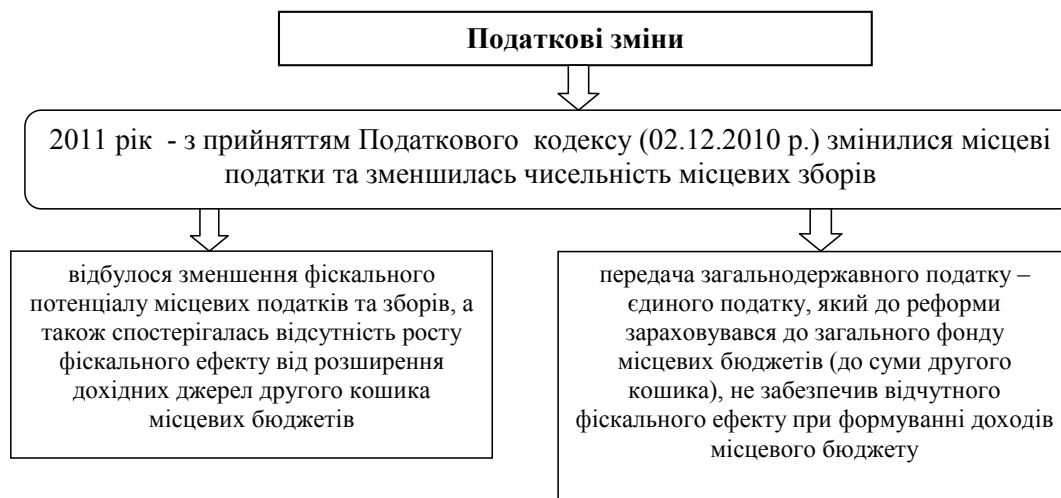 Податкові зміни
2011 рік - з прийняттям Податкового кодексу (02.12.2010 р.) змінилися місцеві
податки та зменшилась чисельність місцевих зборів
відбулося зменшення фіскального
потенціалу місцевих податків та зборів, а
також спостерігалась відсутність росту
фіскального ефекту від розширення
дохідних джерел другого кошика
місцевих бюджетів
передача загальнодержавного податку –
єдиного податку, який до реформи
зараховувався до загального фонду
місцевих бюджетів (до суми другого
кошика), не забезпечив відчутного
фіскального ефекту при формуванні доходів
місцевого бюджету